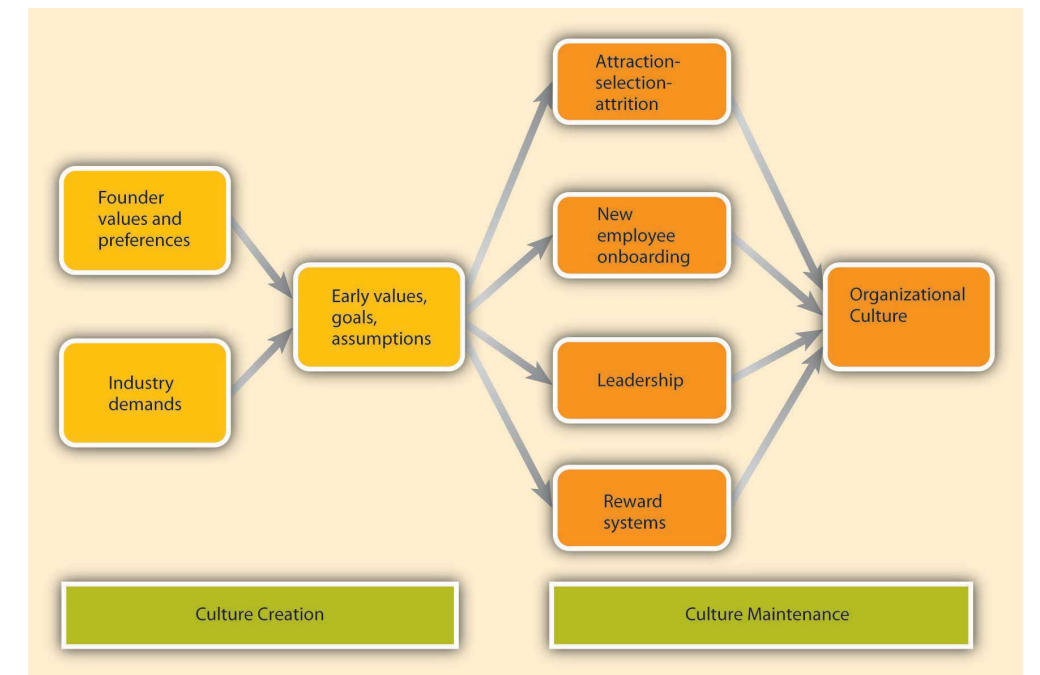 Attraction-
selection-
attrition
Founder
values and
preferences
New
employee
onboarding
Early values,
goals,
assumptions
Organizational
Culture
Industry
demands
Leadership
Reward
systems
Culture Creation
Culture Maintenance